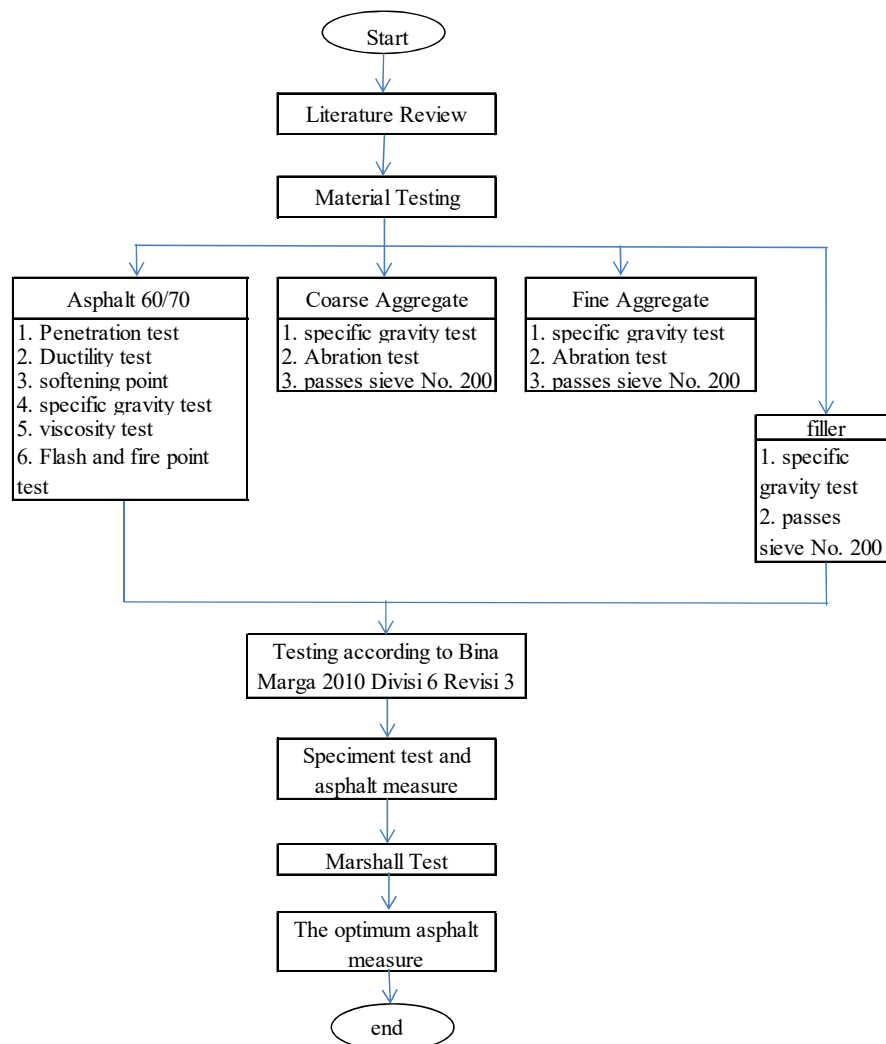 Start
Literature Review
Material Testing
Asphalt 60/70
1. Penetration test
2. Ductility test
3. softening point
4. specific gravity test
5. viscosity test
6. Flash and fire point
test
Coarse Aggregate
1. specific gravity test
2. Abration test
3. passes sieve No. 200
Fine Aggregate
1. specific gravity test
2. Abration test
3. passes sieve No. 200
filler
1. specific
gravity test
2. passes
sieve No. 200
Testing according to Bina
Marga 2010 Divisi 6 Revisi 3
Speciment test and
asphalt measure
Marshall Test
The optimum asphalt
measure
end